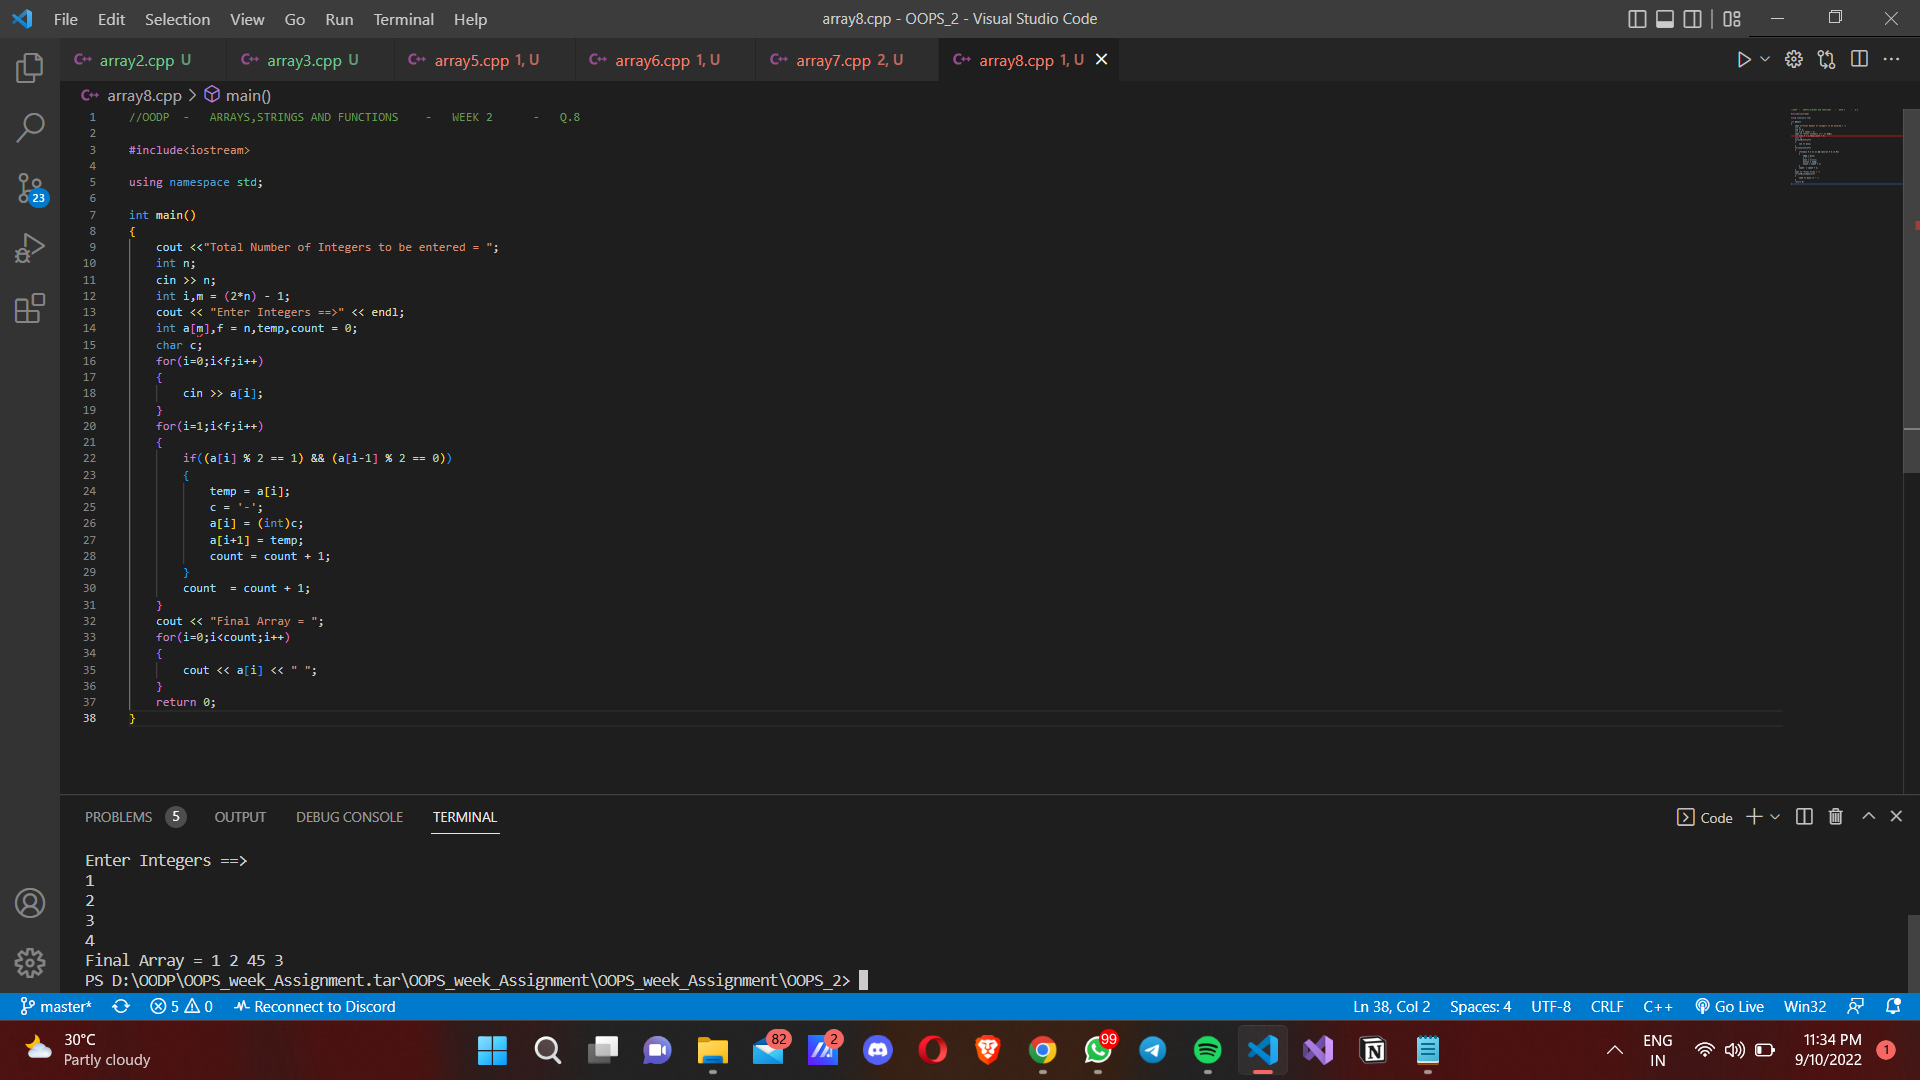 File Edit Selection View Go Run Terminal Help
array8.cpp - OOPS_2 - Visual Studio Code
C++ array2.cpp U
C++ array3.cpp U
C++ array5.cpp 1, U
C++ array6.cpp 1, U
C++ array7.cpp 2, U
C++ array8.cpp 1, U
C++ array8.cpp > main()
1 //OODP - ARRAYS,STRINGS AND FUNCTIONS - WEEK 2 - Q.8
2
3 #include<iostream>
4
5 using namespace std;
6
7 int main()
8 {
9 cout <<"Total Number of Integers to be entered = ";
10 int n;
11 cin >> n;
12 int i,m = (2*n) - 1;
13 cout << "Enter Integers ==>" << endl;
14 int a[m],f = n,temp,count = 0;
15 char c;
16 for(i=0;i<f;i++)
17 {
18 cin >> a[i];
19 }
20 for(i=1;i<f;i++)
21 {
22 if((a[i] % 2 == 1) && (a[i-1] % 2 == 0))
23 {
24 temp = a[i];
25 c = '-';
26 a[i] = (int)c;
27 a[i+1] = temp;
28 count = count + 1;
29 }
30 count  = count + 1;
31 }
32 cout << "Final Array = ";
33 for(i=0;i<count;i++)
34 {
35 cout << a[i] << " ";
36 }
37 return 0;
38 }
23
PROBLEMS 5 OUTPUT DEBUG CONSOLE TERMINAL
Code
Enter Integers ==>
1
2
3
4
Final Array = 1 2 45 3
PS D:\OODP\OOPS_week_Assignment.tar\OOPS_week_Assignment\OOPS_week_Assignment\OOPS_2>
master* 5 0 Reconnect to Discord
Ln 38, Col 2 Spaces: 4 UTF-8 CRLF C++ Go Live Win32
30°C
Partly cloudy
82
2
99
ENG
IN
11:34 PM
9/10/2022
1